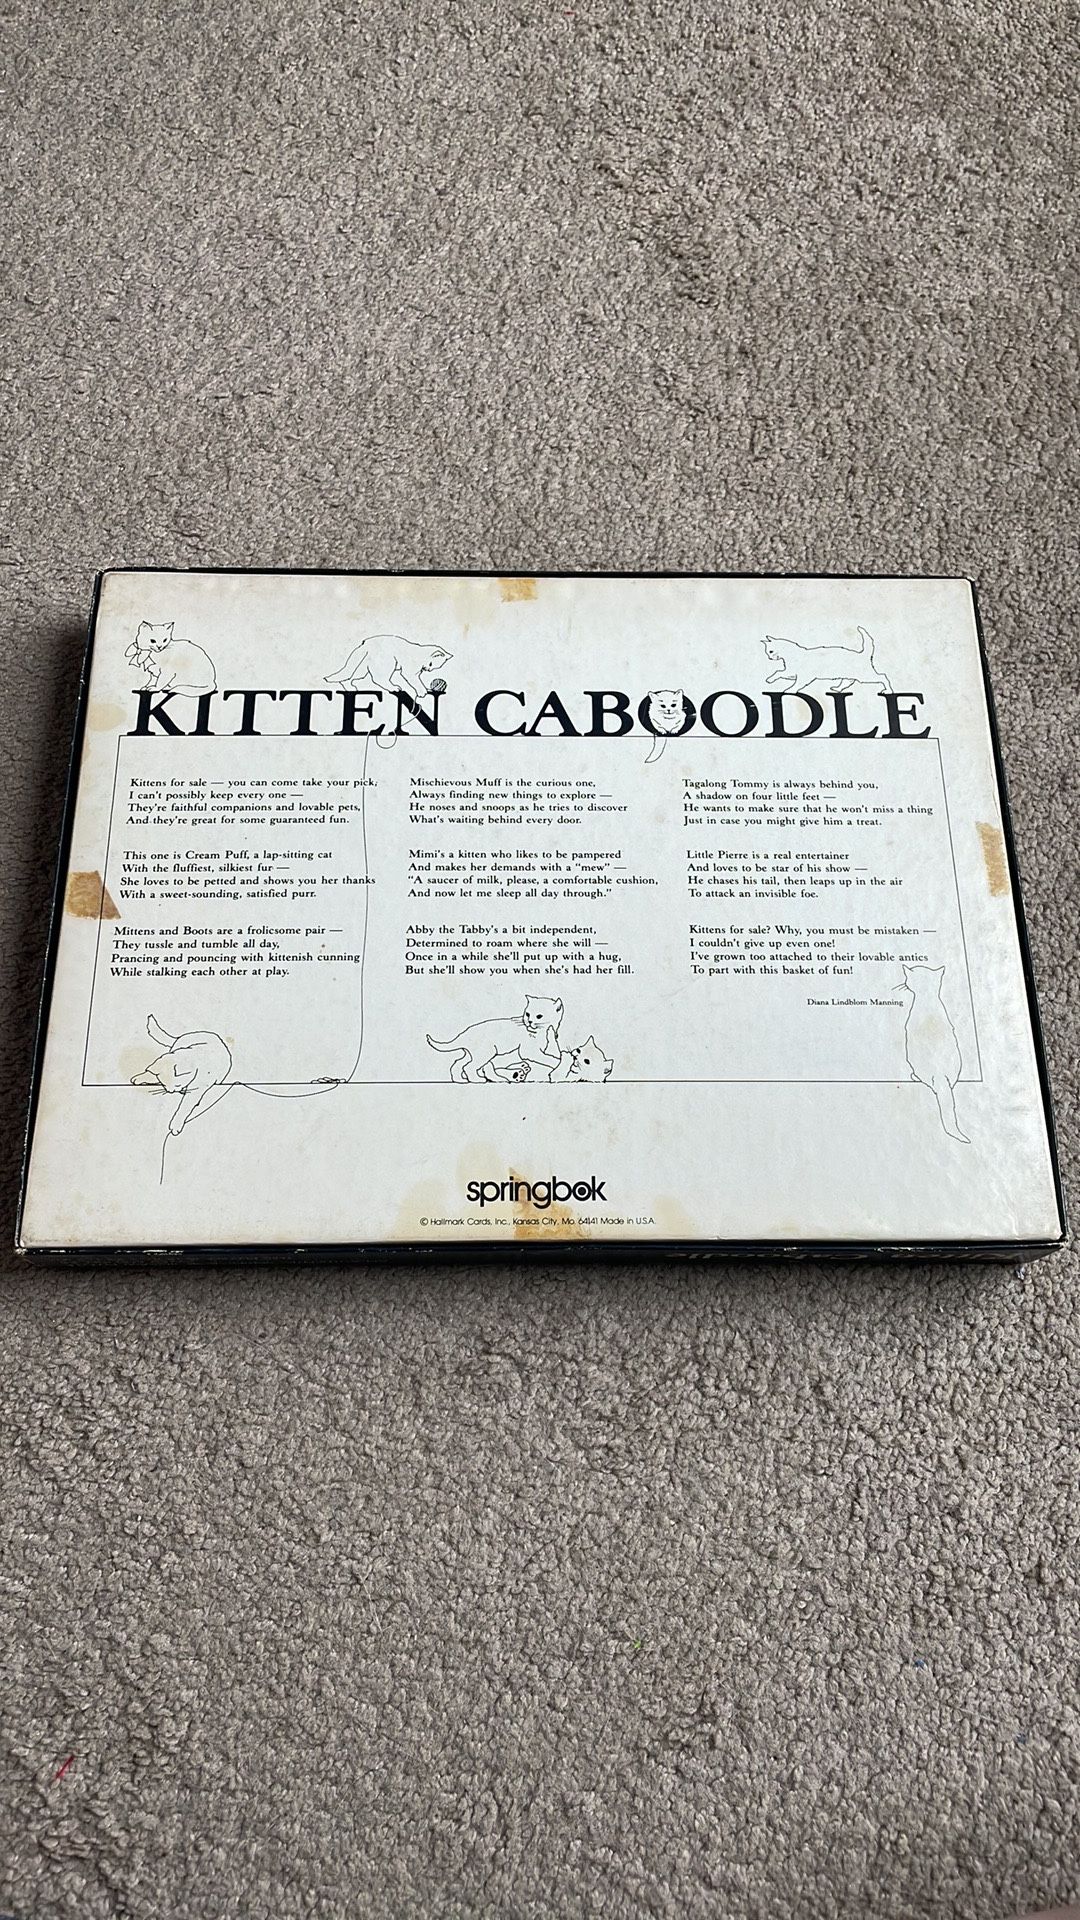 KITTEN CABOODLE
Kittens for sale — you can come take your pick,
I can't possibly keep every one —
They're faithful companions and lovable pets,
And they're great for some guaranteed fun.
This one is Cream Puff, a lap-sitting cat
With the fluffiest, silkiest fur —
She loves to be petted and shows you her thanks
With a sweet-sounding, satisfied purr.
Mittens and Boots are a frolicsome pair —
They tussle and tumble all day,
Prancing and pouncing with kittenish cunning
While stalking each other at play.
Mischievous Muff is the curious one,
Always finding new things to explore —
He noses and snoops as he tries to discover
What's waiting behind every door.
Mimi's a kitten who likes to be pampered
And makes her demands with a "mew" —
"A saucer of milk, please, a comfortable cushion,
And now let me sleep all day through."
Abby the Tabby's a bit independent,
Determined to roam where she will —
Once in a while she'll put up with a hug,
But she'll show you when she's had her fill.
Tagalong Tommy is always behind you,
A shadow on four little feet —
He wants to make sure that he won't miss a thing
Just in case you might give him a treat.
Little Pierre is a real entertainer
And loves to be star of his show —
He chases his tail, then leaps up in the air
To attack an invisible foe.
Kittens for sale? Why, you must be mistaken —
I couldn't give up even one!
I've grown too attached to their lovable antics
To part with this basket of fun!
Diana Lindblom Manning
springbok
© Hallmark Cards, Inc., Kansas City, Mo. 64141 Made in U.S.A.
Caboodle